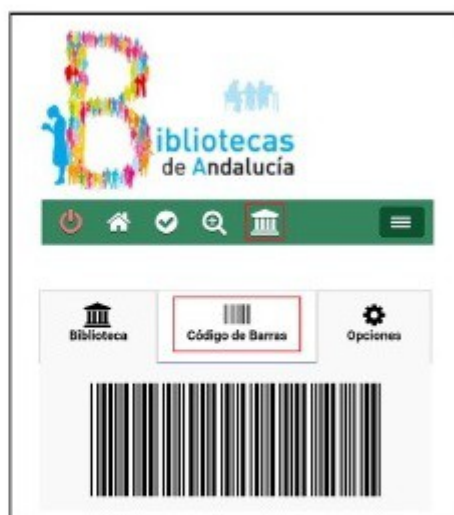 Bibliotecas
de Andalucía
Biblioteca
Código de Barras
Opciones